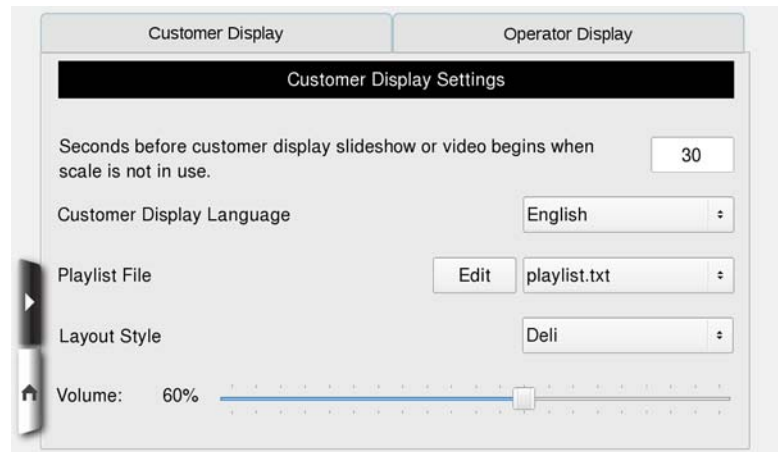 Customer Display Operator Display
Customer Display Settings
Seconds before customer display slideshow or video begins when 30
scale is not in use.
Customer Display Language English
Playlist File Edit playlist.txt
Layout Style Deli
Volume: 60%